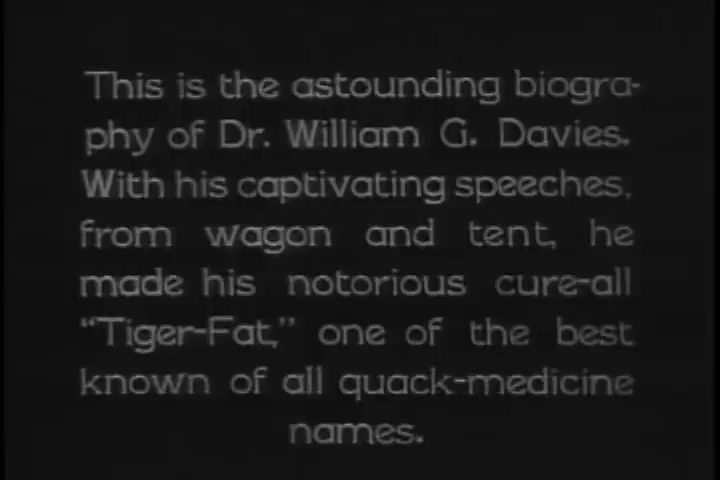 This is the astounding biogra-
phy of Dr. William G. Davies.
With his captivating speeches,
from wagon and tent, he
made his notorious cure-all
“Tiger-Fat,” one of the best
known of all quack-medicine
names.